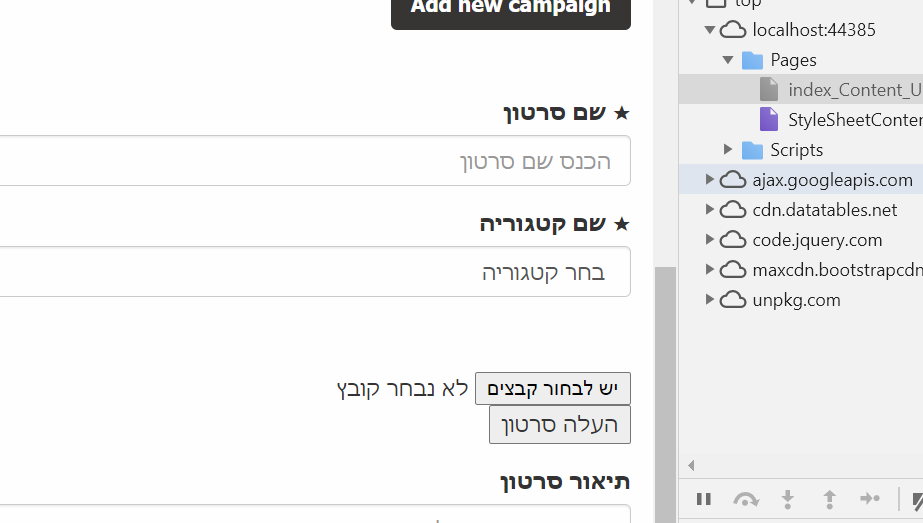 Add new campaign
★ שם סרטון
הכנס שם סרטון
★ שם קטגוריה
בחר קטגוריה
יש לבחור קבצים לא נבחר קובץ
העלה סרטון
תיאור סרטון
top
localhost:44385
Pages
index_Content_U
StyleSheetConter
Scripts
ajax.googleapis.com
cdn.datatables.net
code.jquery.com
maxcdn.bootstrapcdn
unpkg.com